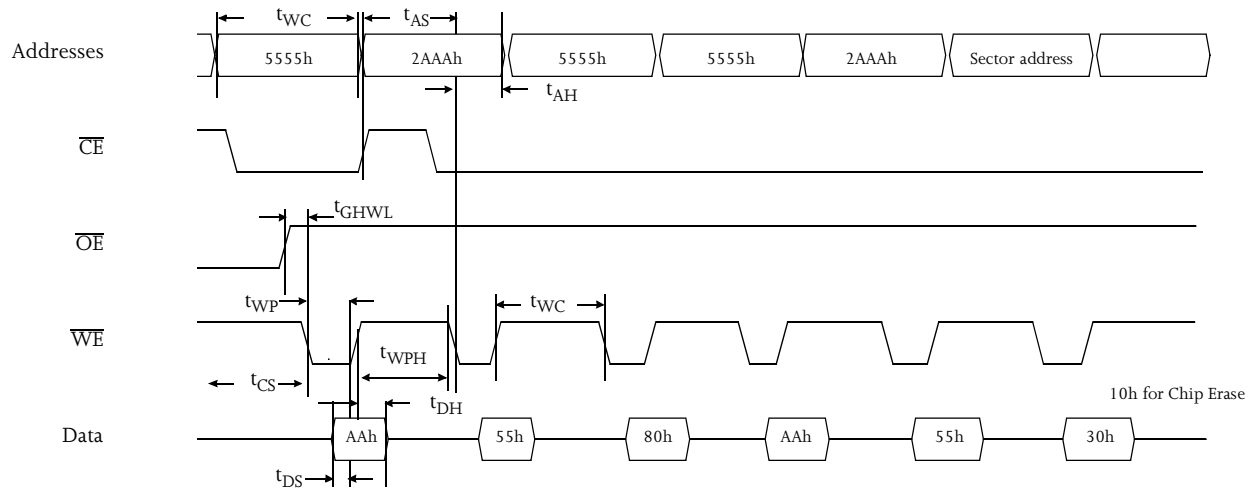 tWC tAS
Addresses 5555h 2AAAh 5555h 5555h 2AAAh Sector address
tAH
CE
tGHWL
OE
tWP tWC
WE
tWPH
tCS
tDH
10h for Chip Erase
Data AAh 55h 80h AAh 55h 30h
tDS